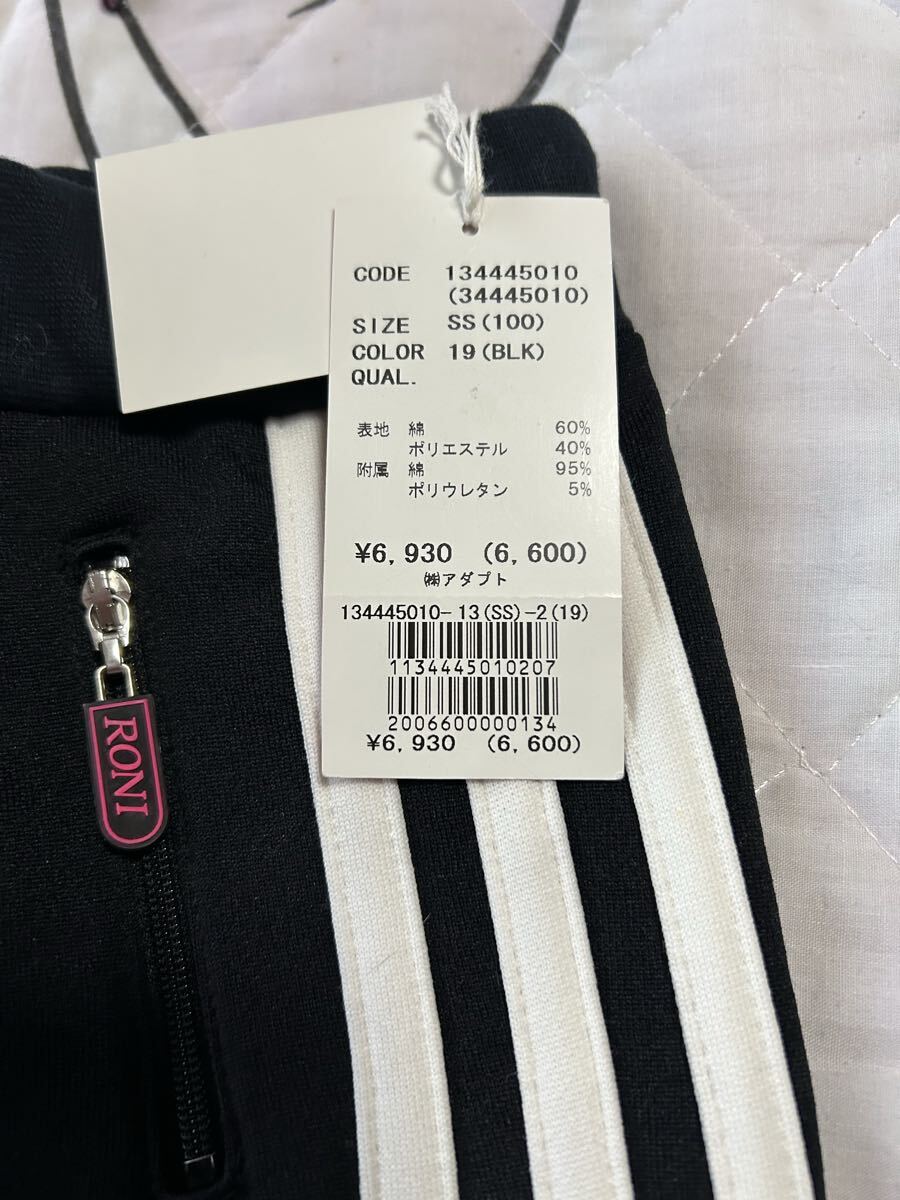 CODE 134445010
(34445010)
SIZE SS(100)
COLOR 19(BLK)
QUAL.
表地 綿 60%
ポリエステル 40%
附属 綿 95%
ポリウレタン 5%
¥6,930 (6,600)
㈱アダプト
134445010-13(SS)-2(19)
1134445010207
2006600000134
¥6,930 (6,600)
RONI